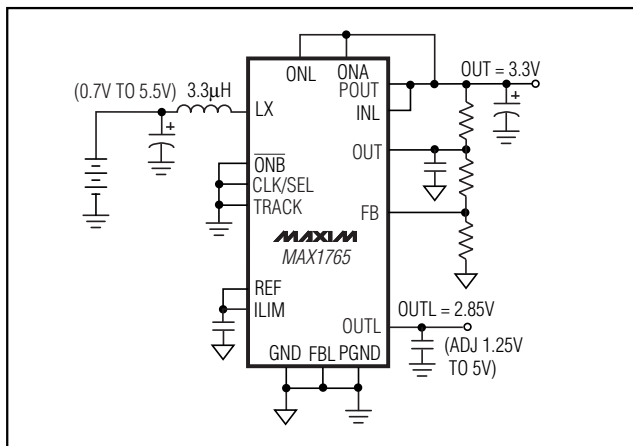 ONL ONA
POUT OUT = 3.3V
(0.7V TO 5.5V) 3.3μH
LX INL
OUT
ONB
CLK/SEL
TRACK
FB
MAXIM
MAX1765
REF
ILIM
OUTL OUTL = 2.85V
(ADJ 1.25V
TO 5V)
GND FBL PGND